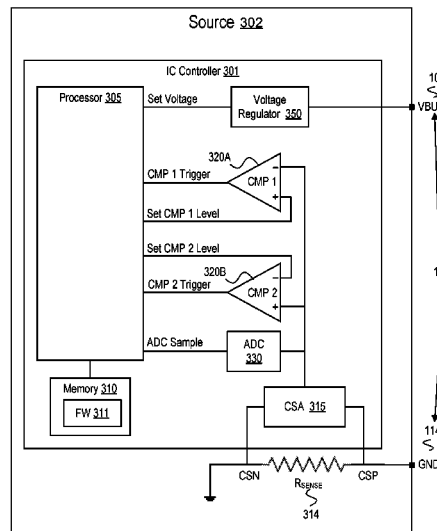 Source 302
IC Controller 301
Processor 305
Set Voltage
Voltage
Regulator 350
VBU
320A
CMP 1 Trigger
CMP 1
Set CMP 1 Level
Set CMP 2 Level
320B
CMP 2 Trigger
CMP 2
ADC Sample
ADC
330
Memory 310
FW 311
CSA 315
114
GND
CSN
RSENSE
CSP
314